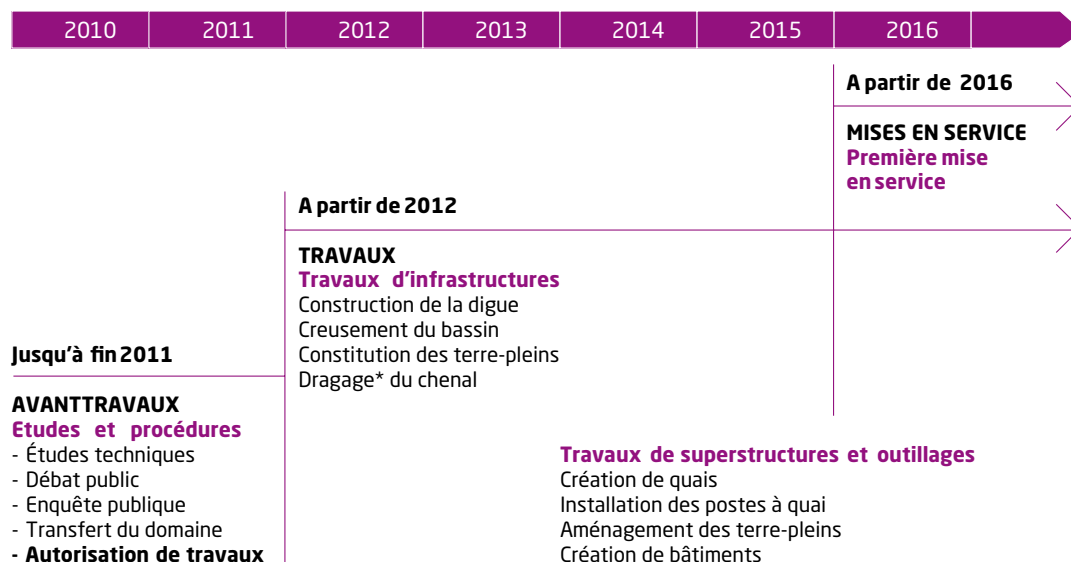 2010 2011 2012 2013 2014 2015 2016
A partir de 2016
MISES EN SERVICE
Première mise
en service
A partir de 2012
TRAVAUX
Travaux d'infrastructures
Construction de la digue
Creusement du bassin
Constitution des terre-pleins
Dragage* du chenal
Jusqu'à fin 2011
AVANTTRAVAUX
Etudes et procédures
- Études techniques
- Débat public
- Enquête publique
- Transfert du domaine
- Autorisation de travaux
Travaux de superstructures et outillages
Création de quais
Installation des postes à quai
Aménagement des terre-pleins
Création de bâtiments